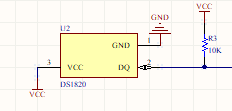 VCC
U2
GND
R3
10K
GND
1
3
VCC
DQ
2
DS1820
VCC